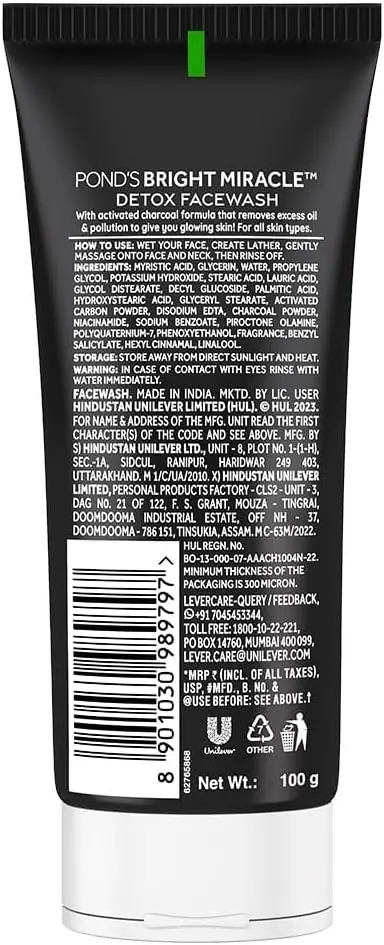 POND'S BRIGHT MIRACLE™
DETOX FACEWASH
With activated charcoal formula that removes excess oil
& pollution to give you glowing skin! For all skin types.
HOW TO USE: WET YOUR FACE, CREATE LATHER, GENTLY
MASSAGE ONTO FACE AND NECK, THEN RINSE OFF.
INGREDIENTS: MYRISTIC ACID, GLYCERIN, WATER, PROPYLENE
GLYCOL, POTASSIUM HYDROXIDE, STEARIC ACID, LAURIC ACID,
GLYCOL DISTEARATE, DECYL GLUCOSIDE, PALMITIC ACID,
HYDROXYSTEARIC ACID, GLYCERYL STEARATE, ACTIVATED
CARBON POWDER, DISODIUM EDTA, CHARCOAL POWDER,
NIACINAMIDE, SODIUM BENZOATE, PIROCTONE OLAMINE,
POLYQUATERNIUM-7, PHENOXYETHANOL, FRAGRANCE, BENZYL
SALICYLATE, HEXYL CINNAMAL, LINALOOL.
STORAGE: STORE AWAY FROM DIRECT SUNLIGHT AND HEAT.
WARNING: IN CASE OF CONTACT WITH EYES RINSE WITH
WATER IMMEDIATELY.
FACEWASH. MADE IN INDIA. MKTD. BY LIC. USER
HINDUSTAN UNILEVER LIMITED (HUL). © HUL 2023.
FOR NAME & ADDRESS OF THE MFG. UNIT READ THE FIRST
CHARACTER(S) OF THE CODE AND SEE ABOVE. MFG. BY
S) HINDUSTAN UNILEVER LTD., UNIT - 8, PLOT NO. 1-(1-H),
SEC.-1A, SIDCUL, RANIPUR, HARIDWAR 249 403,
UTTARAKHAND. M 1/C/UA/2010. X) HINDUSTAN UNILEVER
LIMITED, PERSONAL PRODUCTS FACTORY - CLS2 - UNIT - 3,
DAG NO. 21 OF 122, F. S. GRANT, MOUZA - TINGRAI,
DOOMDOOMA INDUSTRIAL ESTATE, OFF NH - 37,
DOOMDOOMA - 786 151, TINSUKIA, ASSAM. M C-63M/2022.
HUL REGN. NO.
BO-13-000-07-AAACH1004N-22.
MINIMUM THICKNESS OF THE
PACKAGING IS 300 MICRON.
LEVERCARE-QUERY / FEEDBACK,
+91 7045453344,
TOLL FREE: 1800-10-22-221,
PO BOX 14760, MUMBAI 400 099,
LEVER.CARE@UNILEVER.COM
*MRP ₹ (INCL. OF ALL TAXES),
USP, #MFD., B. NO. &
@USE BEFORE: SEE ABOVE.†
8 901030 989797 >
62765868
Unilever
7
OTHER
Net Wt.: 100 g